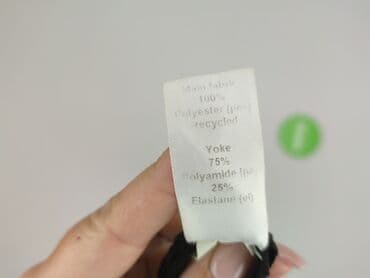 Main fabric
100%
Polyester [pes]
recycled
Yoke
75%
Polyamide [pa]
25%
Elastane [el]